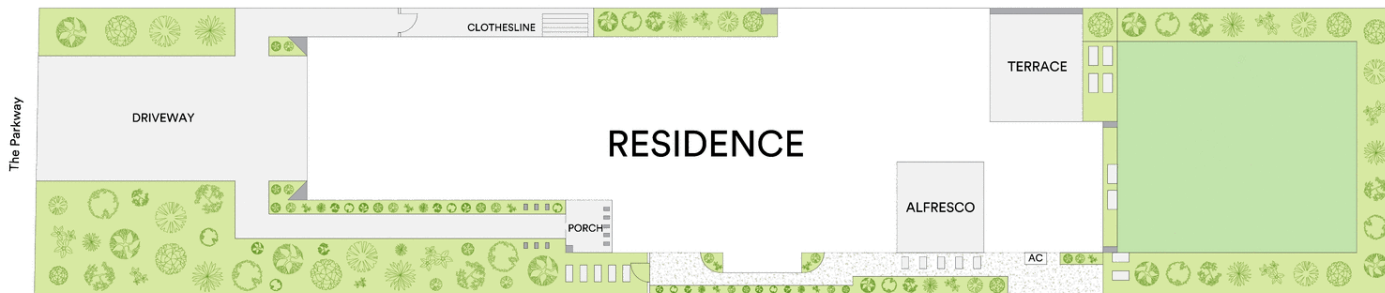 CLOTHESLINE
TERRACE
The Parkway
DRIVEWAY
RESIDENCE
ALFRESCO
PORCH
AC